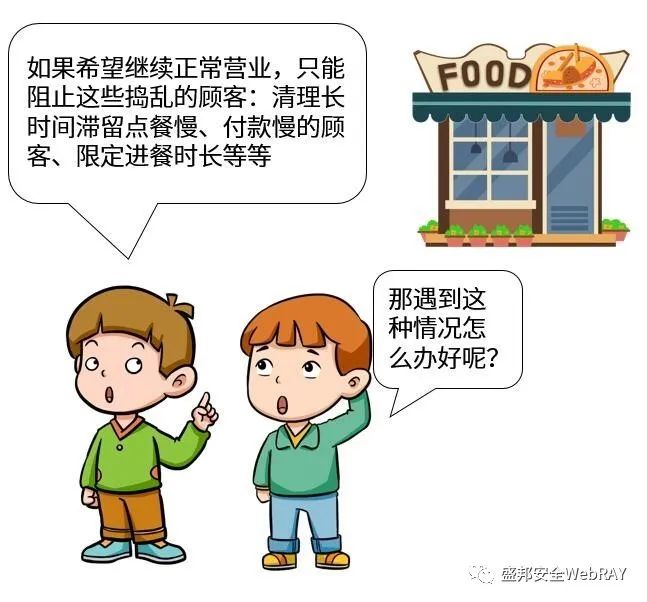 如果希望继续正常营业，只能
阻止这些捣乱的顾客：清理长
时间滞留点餐慢、付款慢的顾
客、限定进餐时长等等
FOOD
那遇到这
种情况怎
么办好呢？
盛邦安全WebRAY